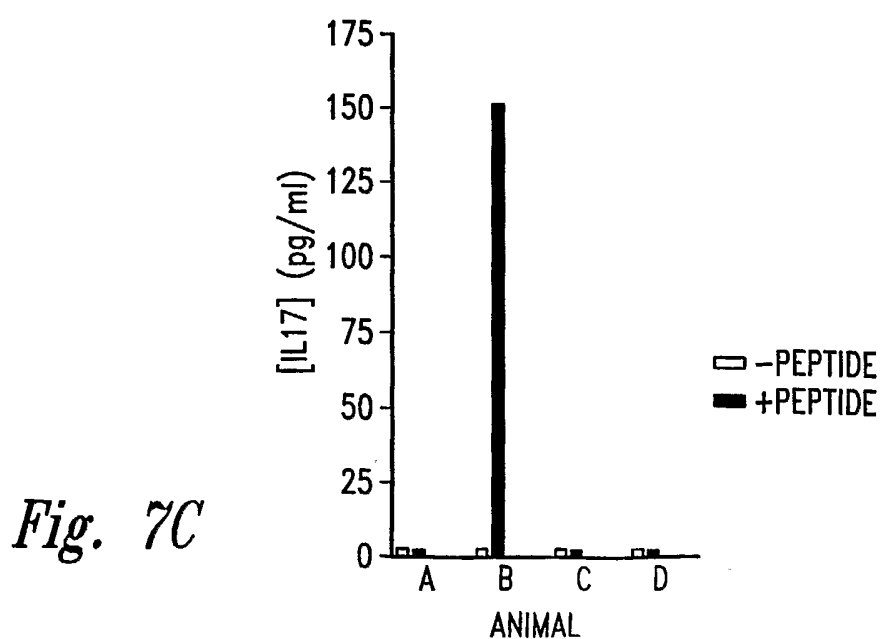 175
150
125
100
75
50
25
0
[IL17] (pg/ml)
A B C D
ANIMAL
−PEPTIDE
+PEPTIDE
Fig. 7C